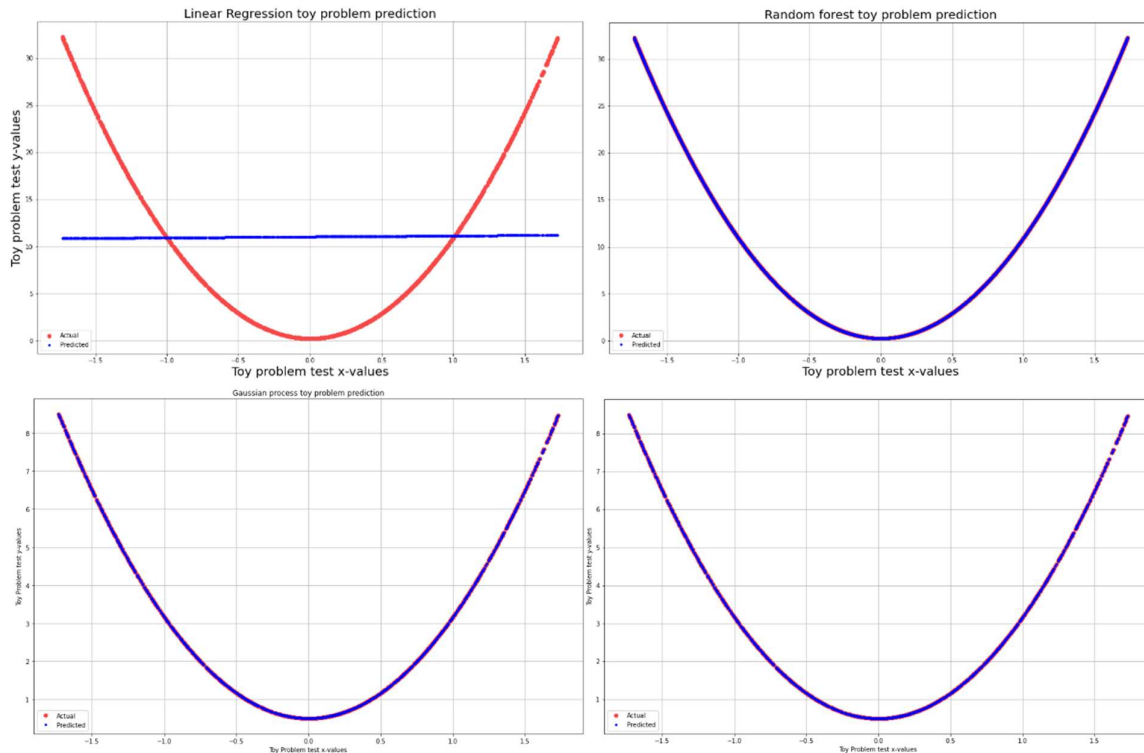 Linear Regression toy problem prediction
Toy problem test y-values
30
25
20
15
10
5
0
Actual
Predicted
−1.5 −1.0 −0.5 0.0 0.5 1.0 1.5
Toy problem test x-values
Random forest toy problem prediction
30
25
20
15
10
5
0
Actual
Predicted
−1.5 −1.0 −0.5 0.0 0.5 1.0 1.5
Gaussian process toy problem prediction
Toy Problem test y-values
8
7
6
5
4
3
2
1
Actual
Predicted
−1.5 −1.0 −0.5 0.0 0.5 1.0 1.5
Toy Problem test x-values
Toy Problem test y-values
8
7
6
5
4
3
2
1
Actual
Predicted
−1.5 −1.0 −0.5 0.0 0.5 1.0 1.5
Toy Problem test x-values